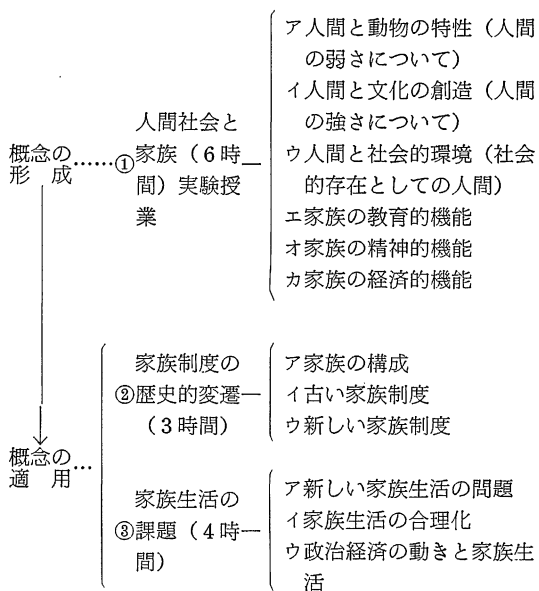 概念の形成……①人間社会と家族（6時間）実験授業
ア人間と動物の特性（人間
の弱さについて）
イ人間と文化の創造（人間
の強さについて）
ウ人間と社会的環境（社会
的存在としての人間）
エ家族の教育的機能
オ家族の精神的機能
カ家族の経済的機能
概念の適用…
②家族制度の歴史的変遷（3時間）
ア家族の構成
イ古い家族制度
ウ新しい家族制度
③家族生活の課題（4時間）
ア新しい家族生活の問題
イ家族生活の合理化
ウ政治経済の動きと家族生
活